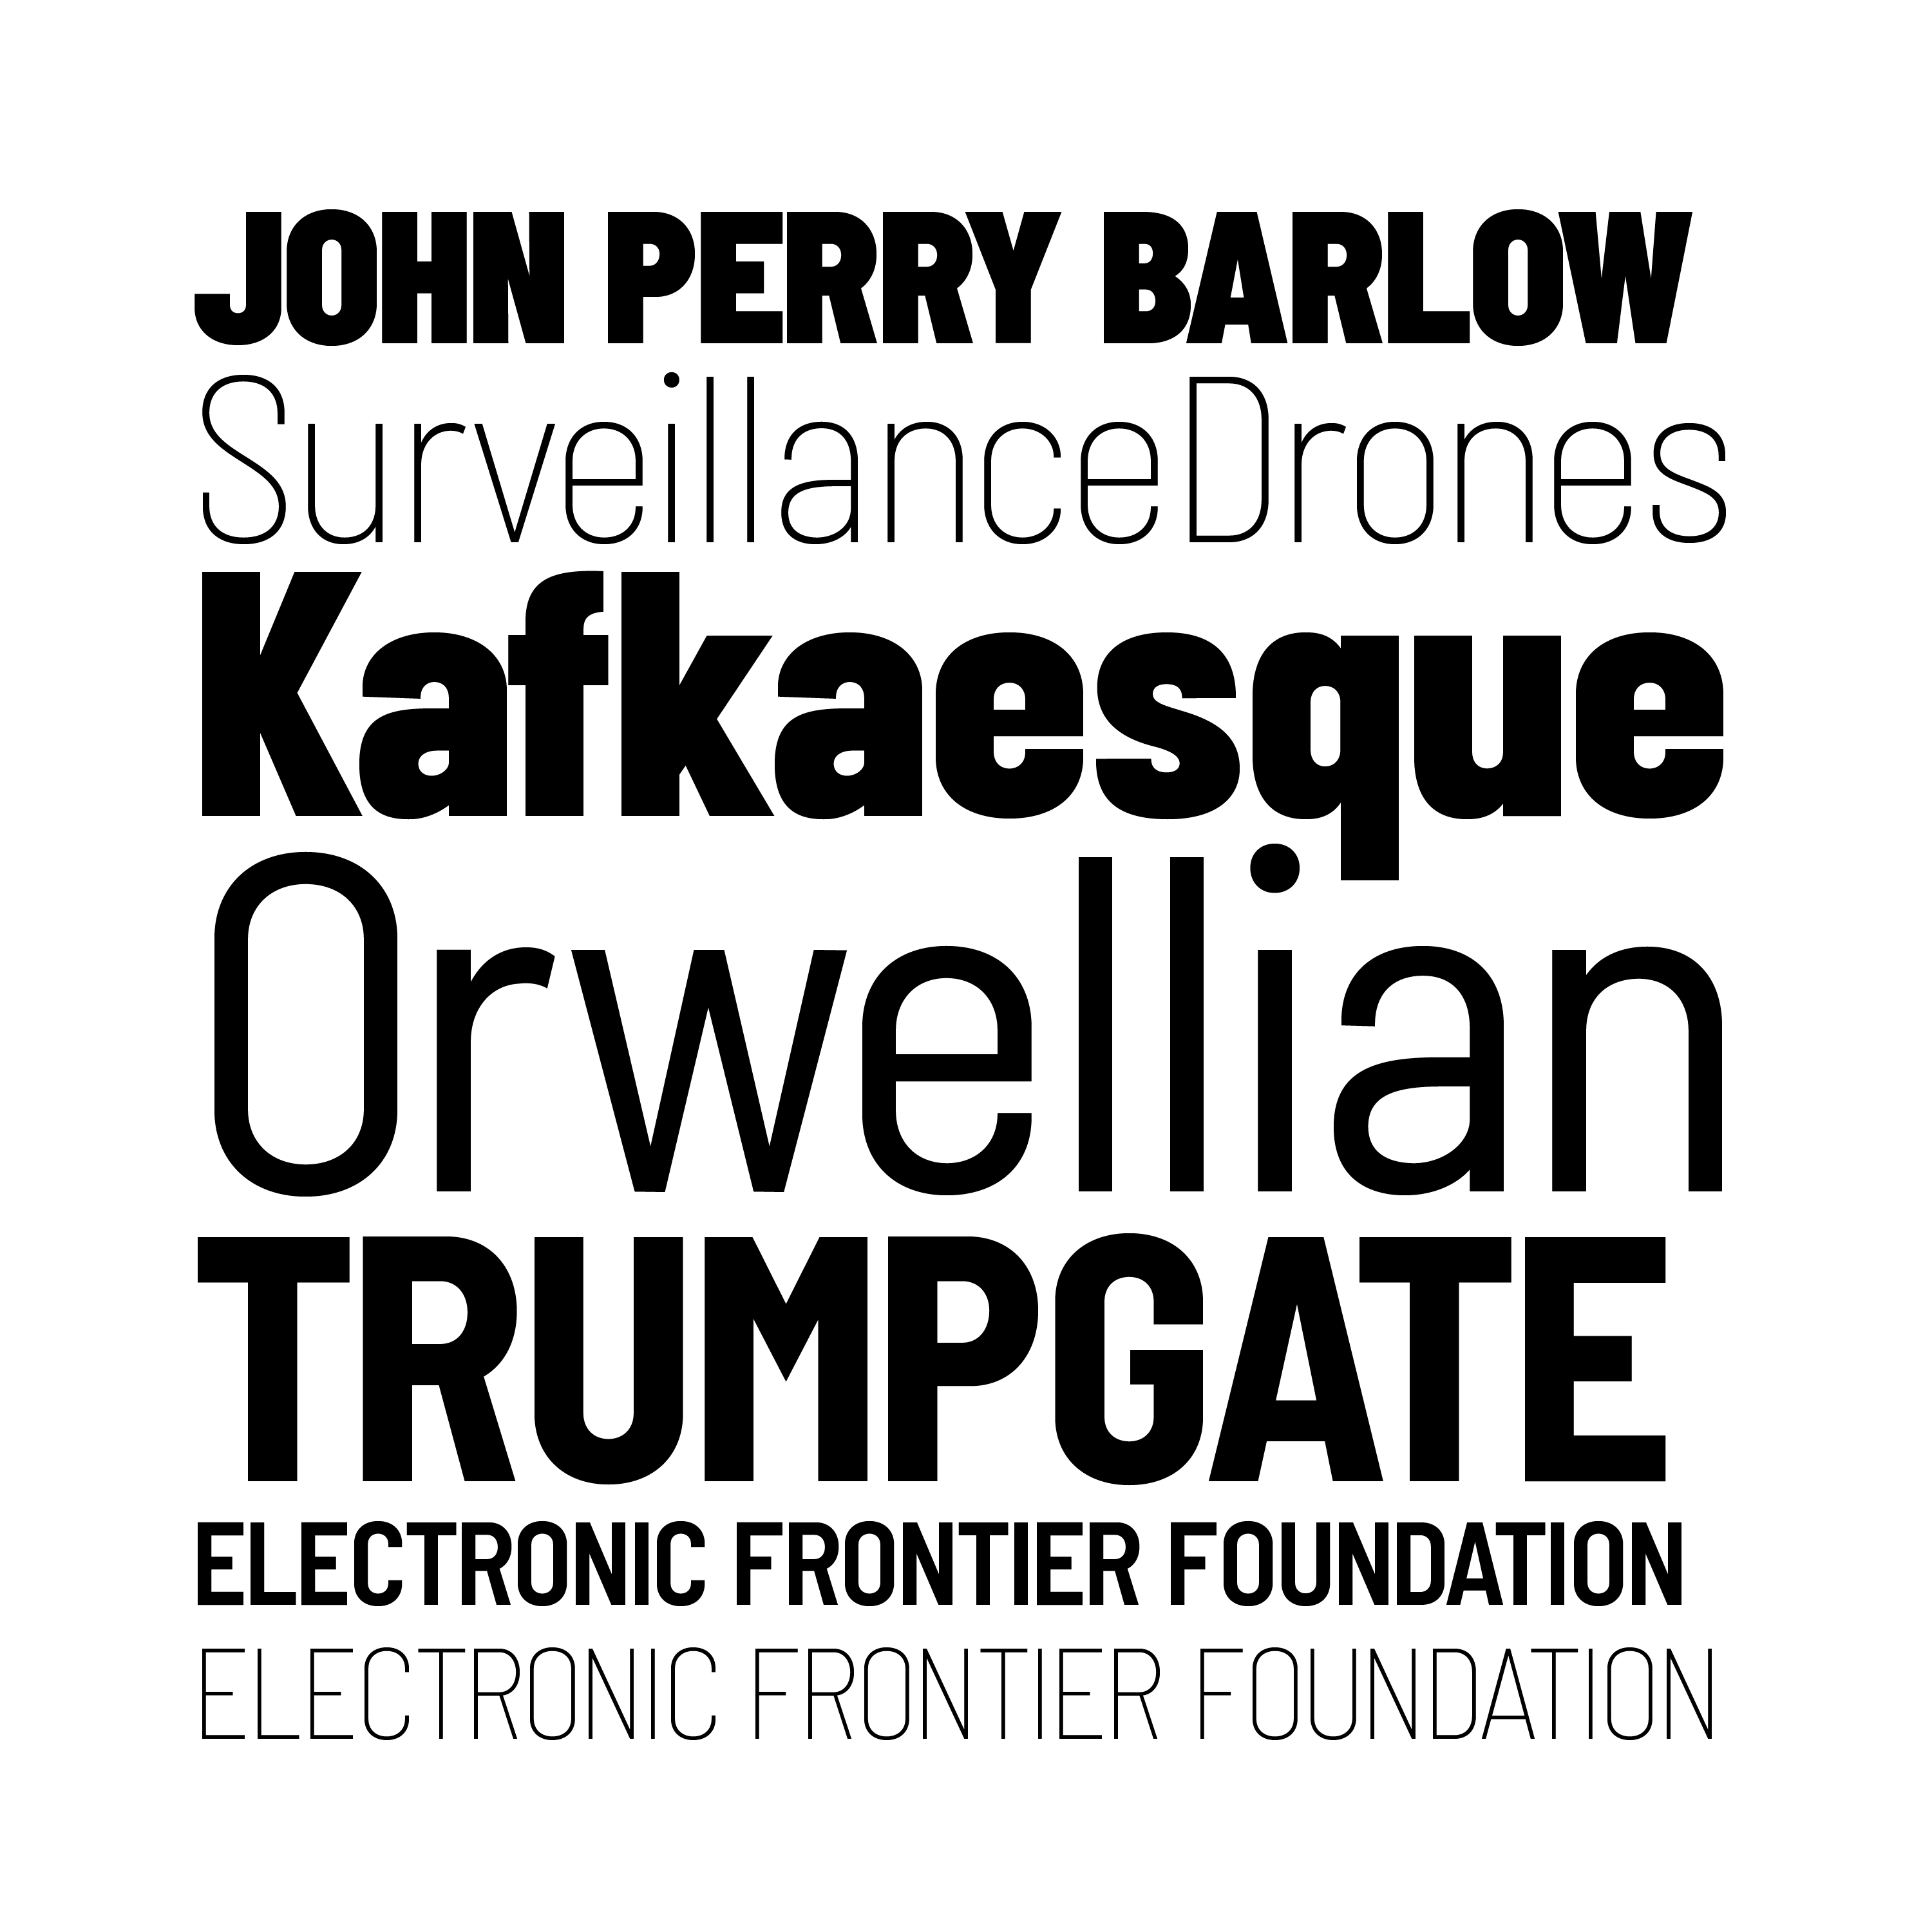 JOHN PERRY BARLOW
SurveillanceDrones
Kafkaesque
Orwellian
TRUMPGATE
ELECTRONIC FRONTIER FOUNDATION
ELECTRONIC FRONTIER FOUNDATION